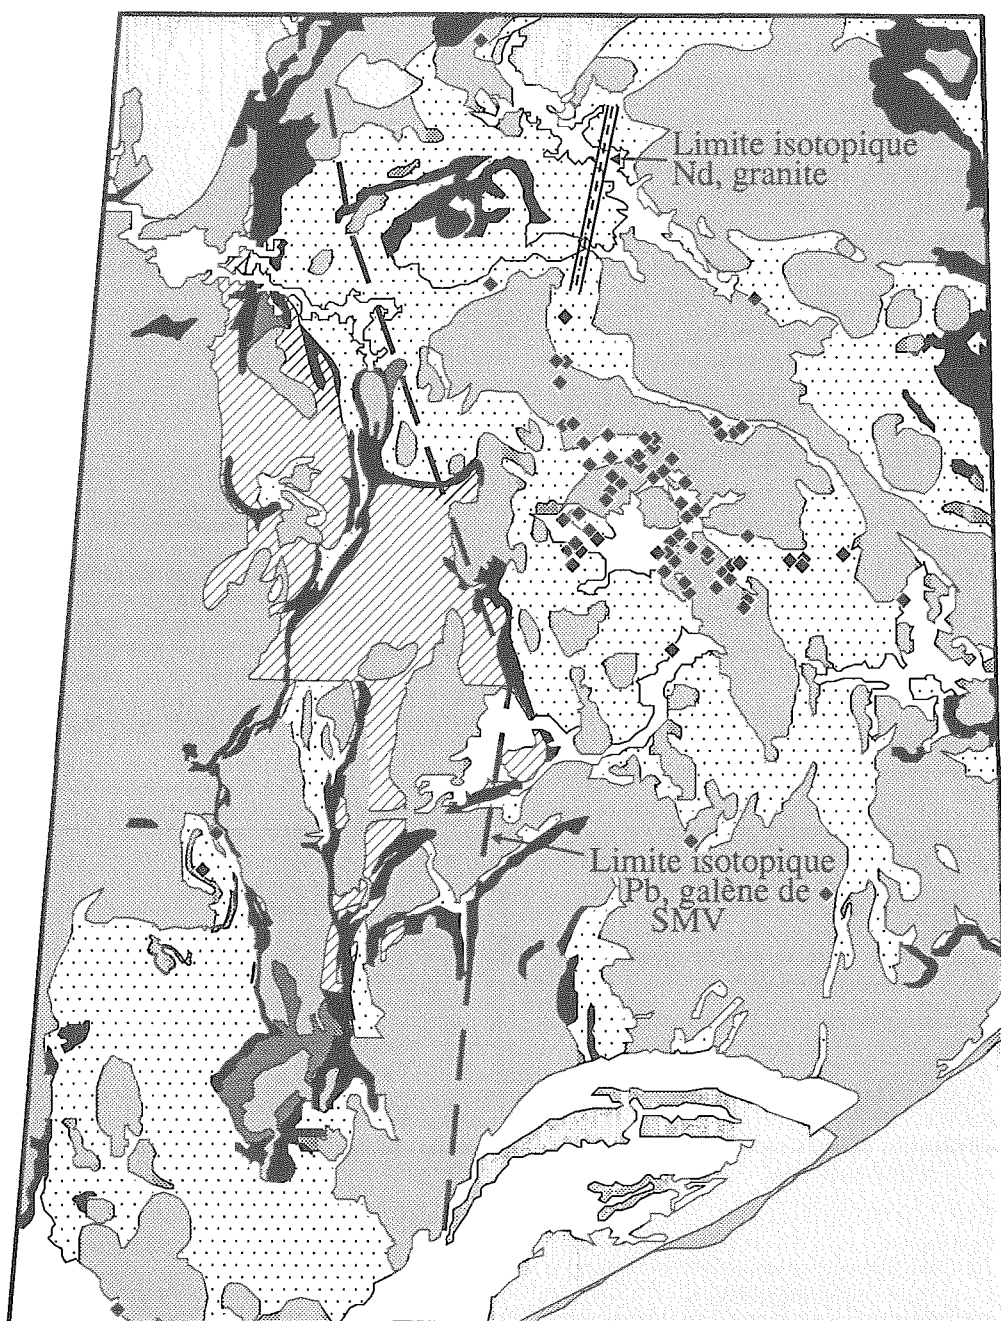 Limite isotopique
Nd, granite
Limite isotopique
Pb, galène de
SMV